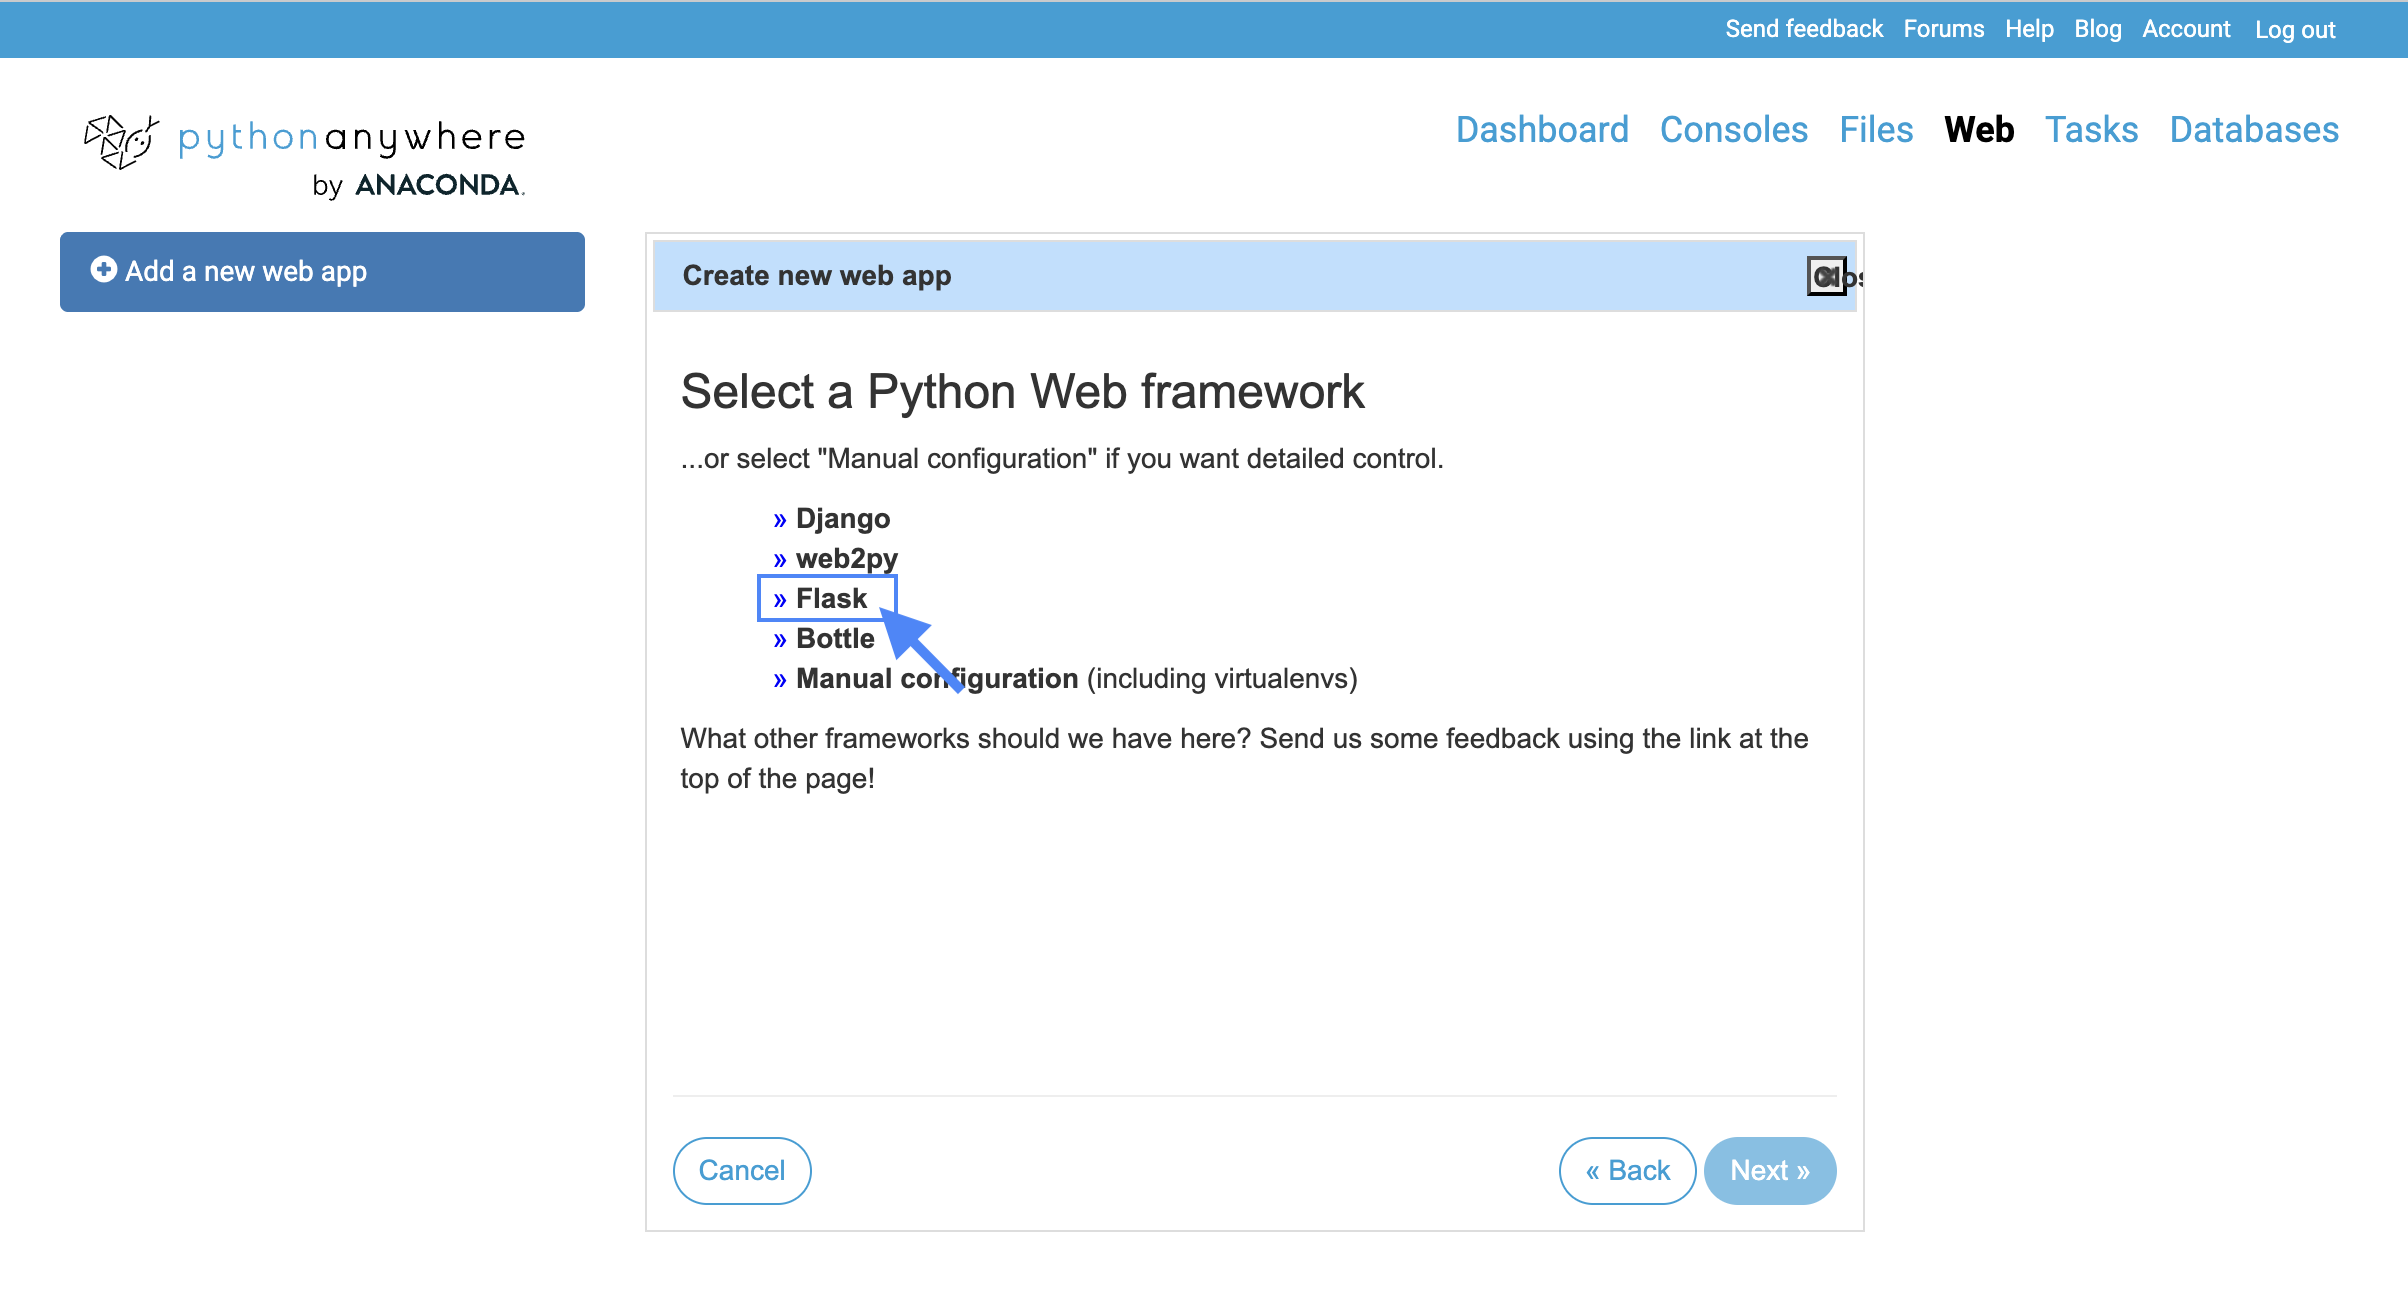 Send feedback Forums Help Blog Account Log out
pythonanywhere
by ANACONDA.
Dashboard Consoles Files Web Tasks Databases
Add a new web app
Create new web app
Select a Python Web framework
...or select "Manual configuration" if you want detailed control.
» Django
» web2py
» Flask
» Bottle
» Manual configuration (including virtualenvs)
What other frameworks should we have here? Send us some feedback using the link at the
top of the page!
Cancel
« Back Next »